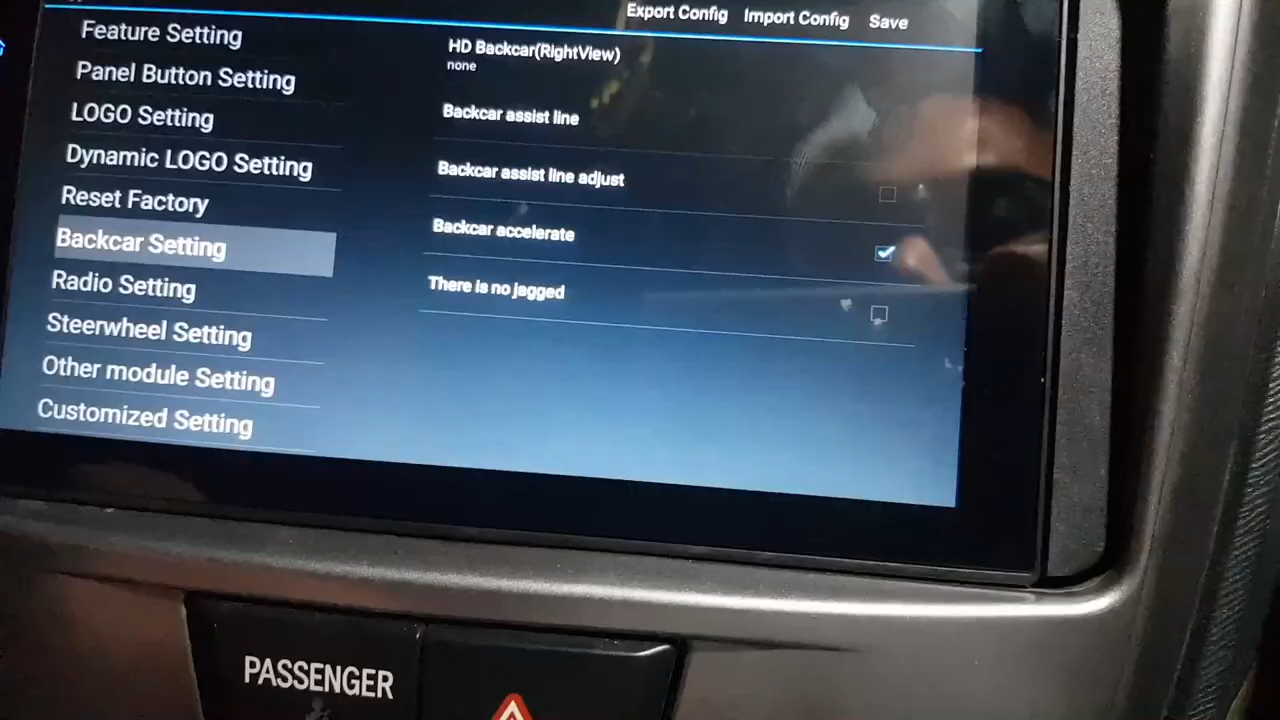 Export Config Import Config Save
Feature Setting
Panel Button Setting
LOGO Setting
Dynamic LOGO Setting
Reset Factory
Backcar Setting
Radio Setting
Steerwheel Setting
Other module Setting
Customized Setting
HD Backcar(RightView)
none
Backcar assist line
Backcar assist line adjust
Backcar accelerate
There is no jagged
PASSENGER